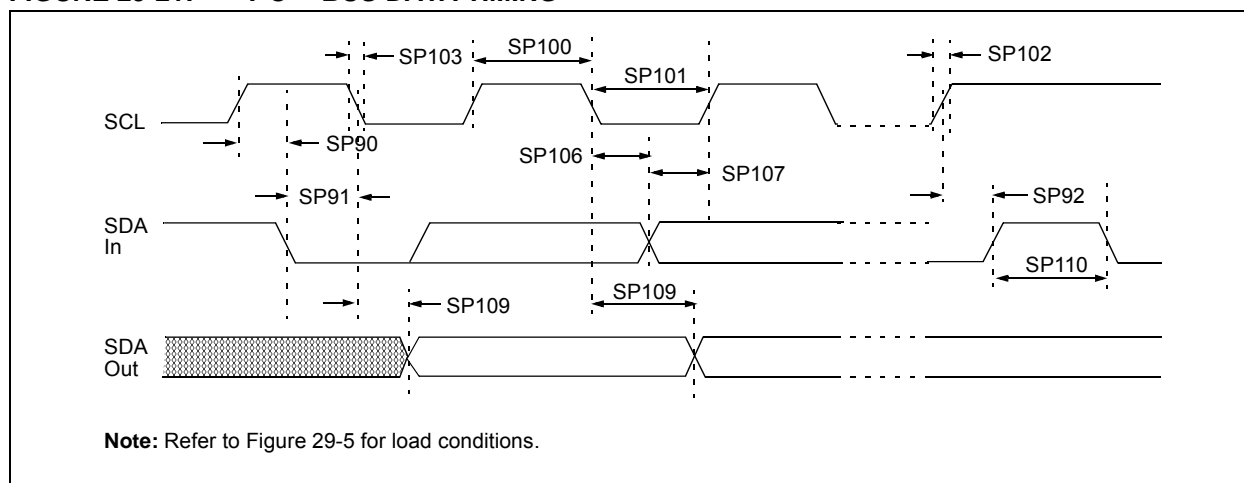 SP103
SP100
SP101
SP102
SCL
SP90
SP106
SP107
SP91
SP92
SDA
In
SP110
SP109
SP109
SDA
Out
Note: Refer to Figure 29-5 for load conditions.